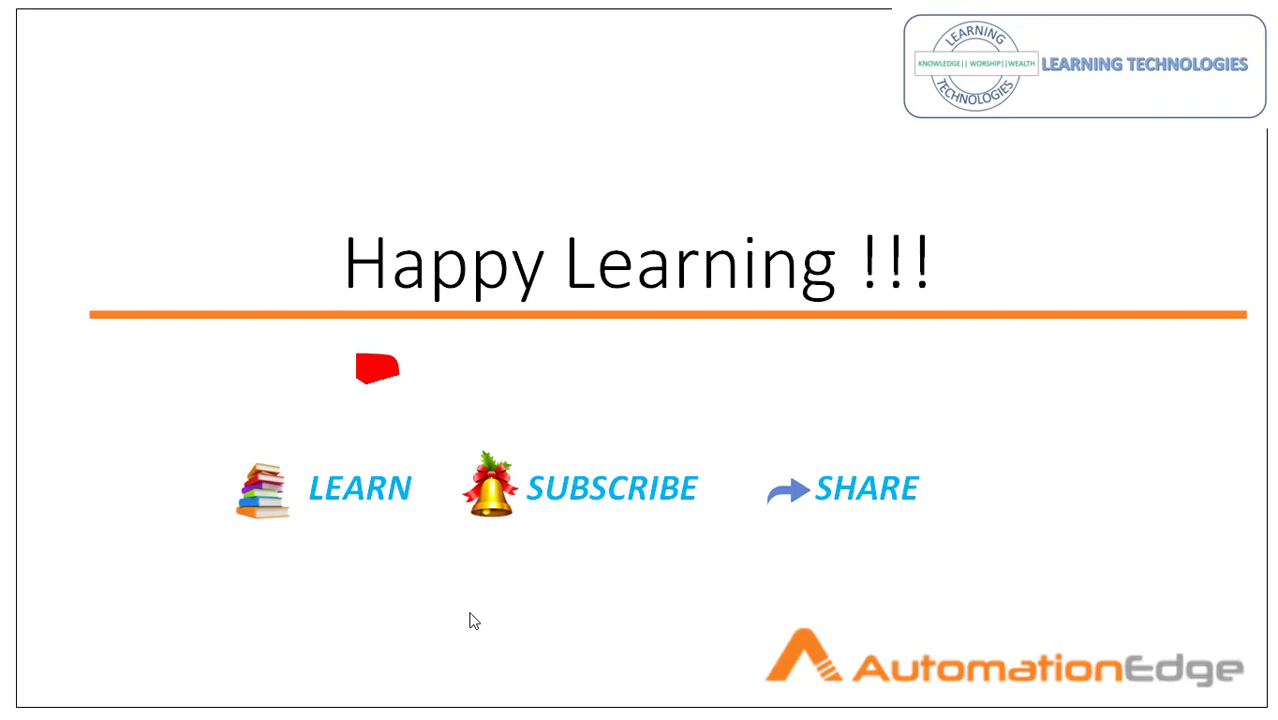 LEARNING
KNOWLEDGE|| WORSHIP||WEALTH
TECHNOLOGIES
LEARNING TECHNOLOGIES
Happy Learning !!!
LEARN
SUBSCRIBE
SHARE
AutomationEdge